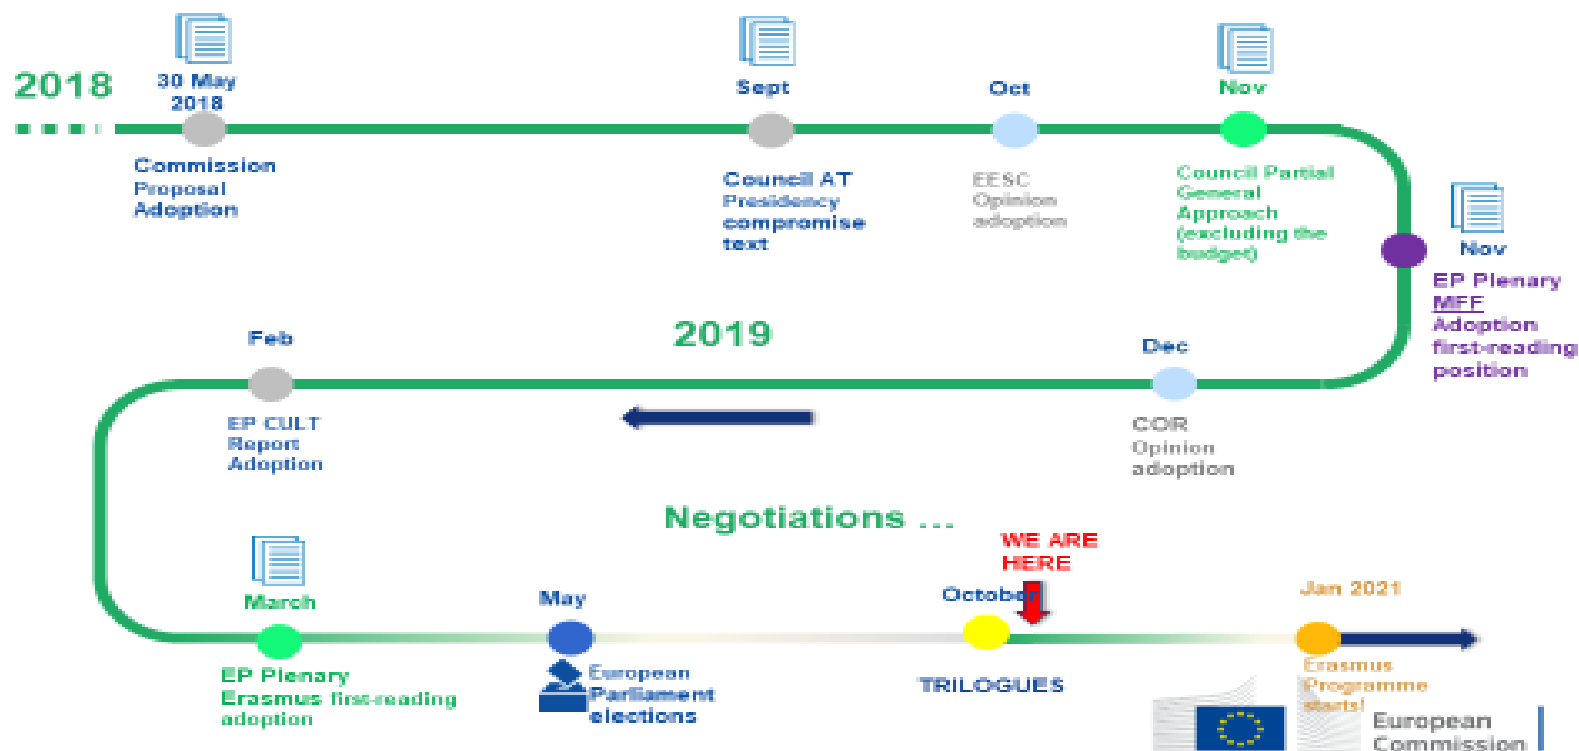 2018
30 May
2018
Commission
Proposal
Adoption
Sept
Council AT
Presidency
compromise
text
Oct
EESC
Opinion
adoption
Nov
Council Partial
General
Approach
(excluding the
budget)
Nov
EP Plenary
MFF
Adoption
first-reading
position
2019
Dec
COR
Opinion
adoption
Feb
EP CULT
Report
Adoption
Negotiations ...
March
EP Plenary
Erasmus first-reading
adoption
May
European
Parliament
elections
October
TRILOGUES
WE ARE
HERE
Jan 2021
Erasmus
Programme
starts!
European
Commission